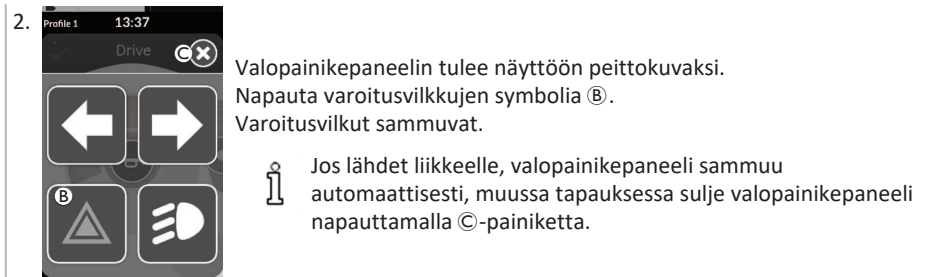 2.
Profile 1 13:37
Drive Ⓒ
Valopainikepaneelin tulee näyttöön peittokuvaksi.
Napauta varoitusvilkkujen symbolia Ⓑ.
Varoitusvilkut sammuvat.
Jos lähdet liikkeelle, valopainikepaneeli sammuu
automaattisesti, muussa tapauksessa sulje valopainikepaneeli
napauttamalla Ⓒ-painiketta.
Ⓑ